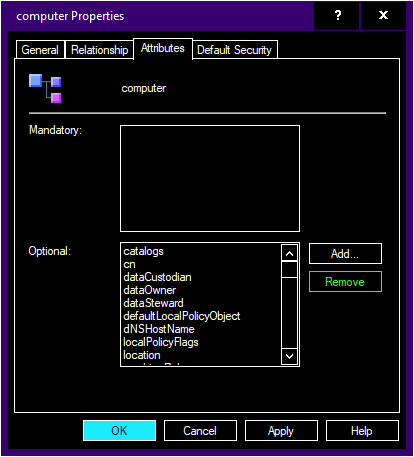 computer Properties
? X
General Relationship Attributes Default Security
computer
Mandatory:
Optional:
catalogs
cn
dataCustodian
dataOwner
dataSteward
defaultLocalPolicyObject
dNSHostName
localPolicyFlags
location
Add...
Remove
OK Cancel Apply Help